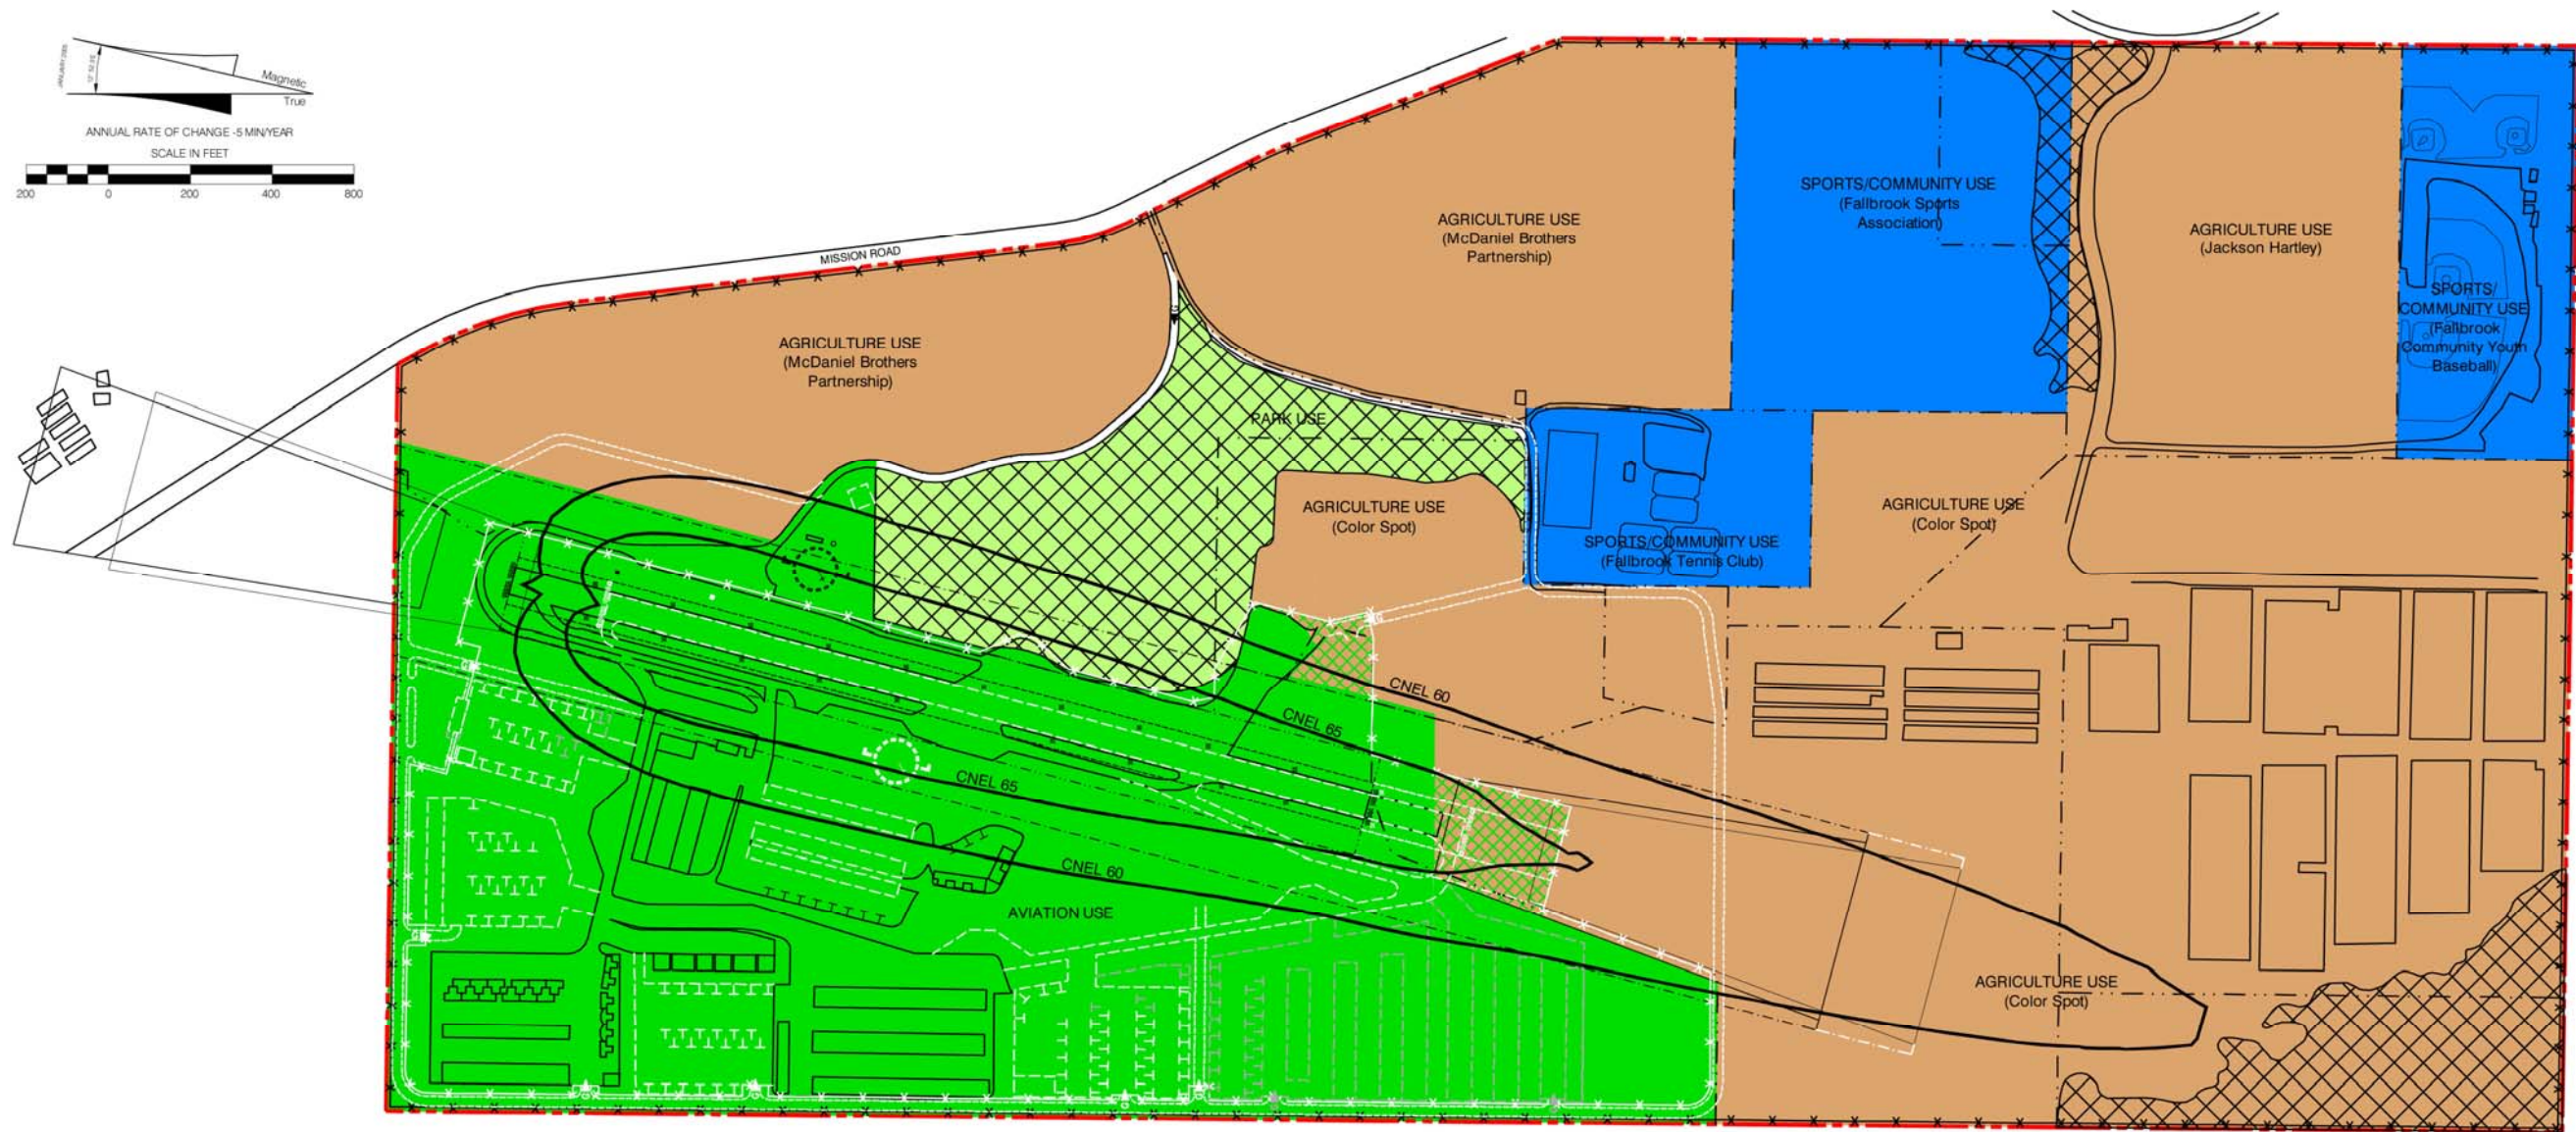 JANUARY 2005
Magnetic
True
ANNUAL RATE OF CHANGE -5 MIN/YEAR
SCALE IN FEET
200 0 200 400 800
MISSION ROAD
AGRICULTURE USE
(McDaniel Brothers
Partnership)
AGRICULTURE USE
(McDaniel Brothers
Partnership)
SPORTS/COMMUNITY USE
(Fallbrook Sports
Association)
AGRICULTURE USE
(Jackson Hartley)
SPORTS/
COMMUNITY USE
(Fallbrook
Community Youth
Baseball)
PARK USE
AGRICULTURE USE
(Color Spot)
SPORTS/COMMUNITY USE
(Fallbrook Tennis Club)
AGRICULTURE USE
(Color Spot)
CNEL 60
CNEL 65
CNEL 65
CNEL 60
AVIATION USE
AGRICULTURE USE
(Color Spot)